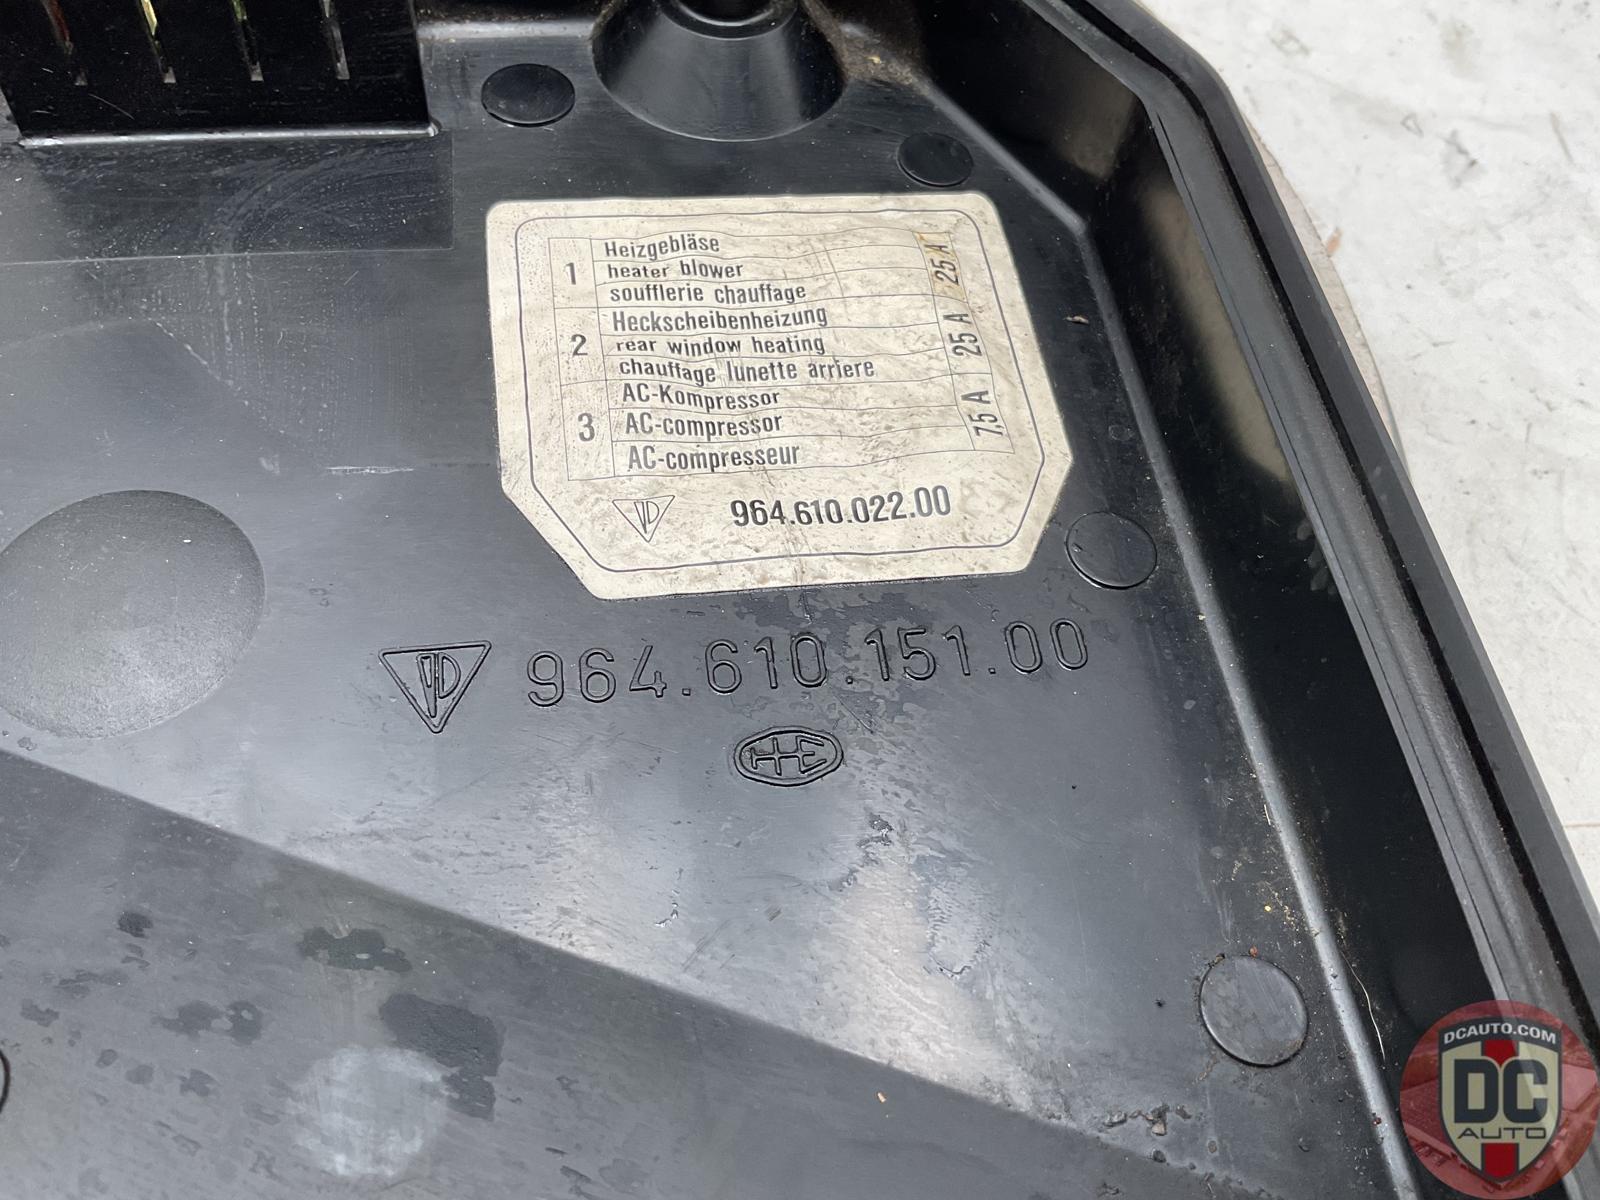 1
Heizgebläse
heater blower
soufflerie chauffage
25 A
2
Heckscheibenheizung
rear window heating
chauffage lunette arriere
25 A
3
AC-Kompressor
AC-compressor
AC-compresseur
7,5 A
964.610.022.00
964.610.151.00
DCAUTO.COM
DC
AUTO